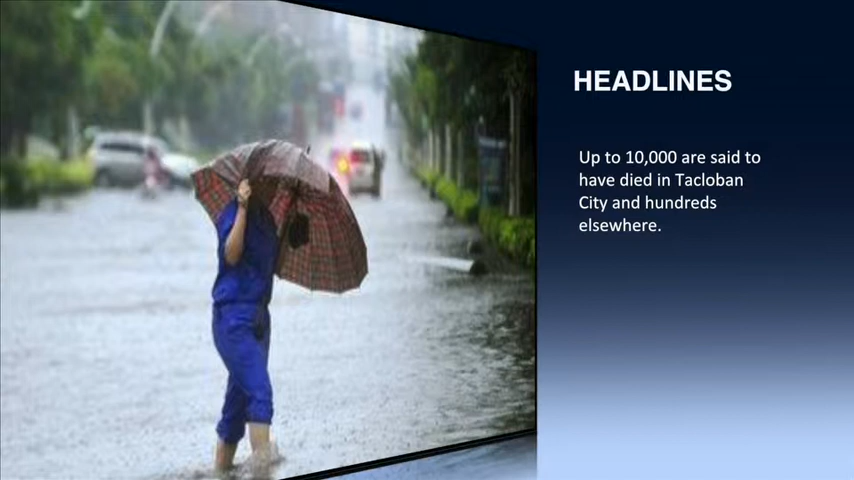 HEADLINES
Up to 10,000 are said to
have died in Tacloban
City and hundreds
elsewhere.